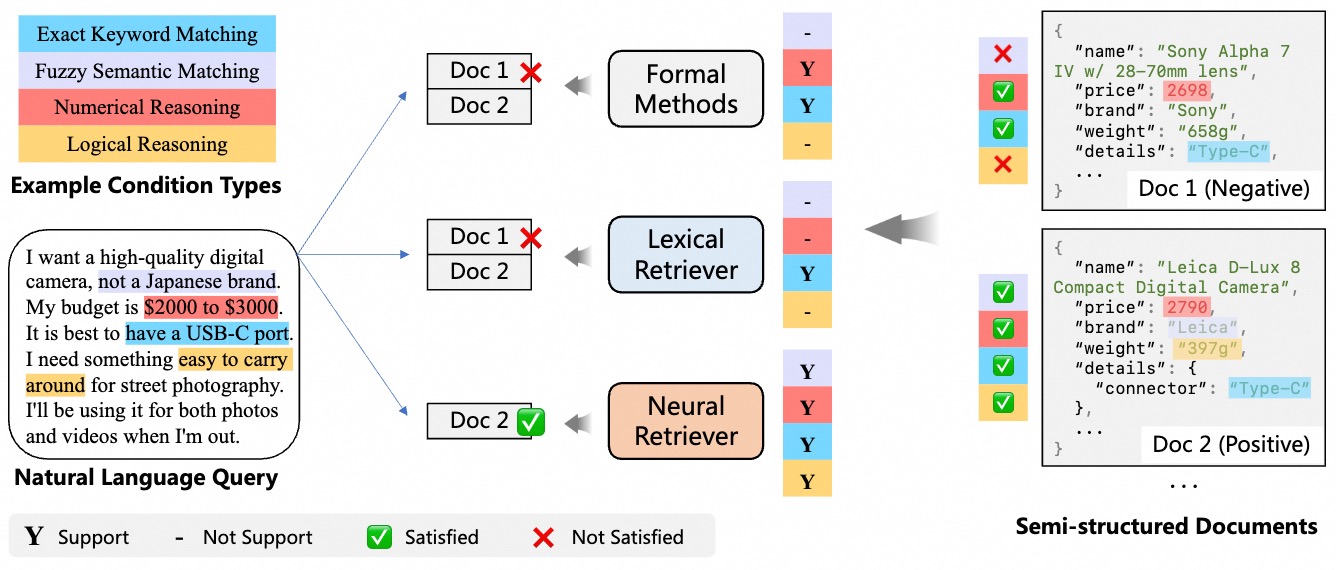 Exact Keyword Matching
Fuzzy Semantic Matching
Numerical Reasoning
Logical Reasoning
Example Condition Types
I want a high-quality digital
camera, not a Japanese brand.
My budget is $2000 to $3000.
It is best to have a USB-C port.
I need something easy to carry
around for street photography.
I'll be using it for both photos
and videos when I'm out.
Natural Language Query
Doc 1
Doc 2
Formal
Methods
-
Y
Y
-
Doc 1
Doc 2
Lexical
Retriever
-
-
Y
-
Doc 2
Neural
Retriever
Y
Y
Y
Y
{
"name": "Sony Alpha 7
IV w/ 28-70mm lens",
"price": 2698,
"brand": "Sony",
"weight": "658g",
"details": "Type-C",
...
}
Doc 1 (Negative)
{
"name": "Leica D-Lux 8
Compact Digital Camera",
"price": 2790,
"brand": "Leica",
"weight": "397g",
"details": {
"connector": "Type-C"
},
...
}
Doc 2 (Positive)
...
Semi-structured Documents
Y Support - Not Support ✅ Satisfied ❌ Not Satisfied